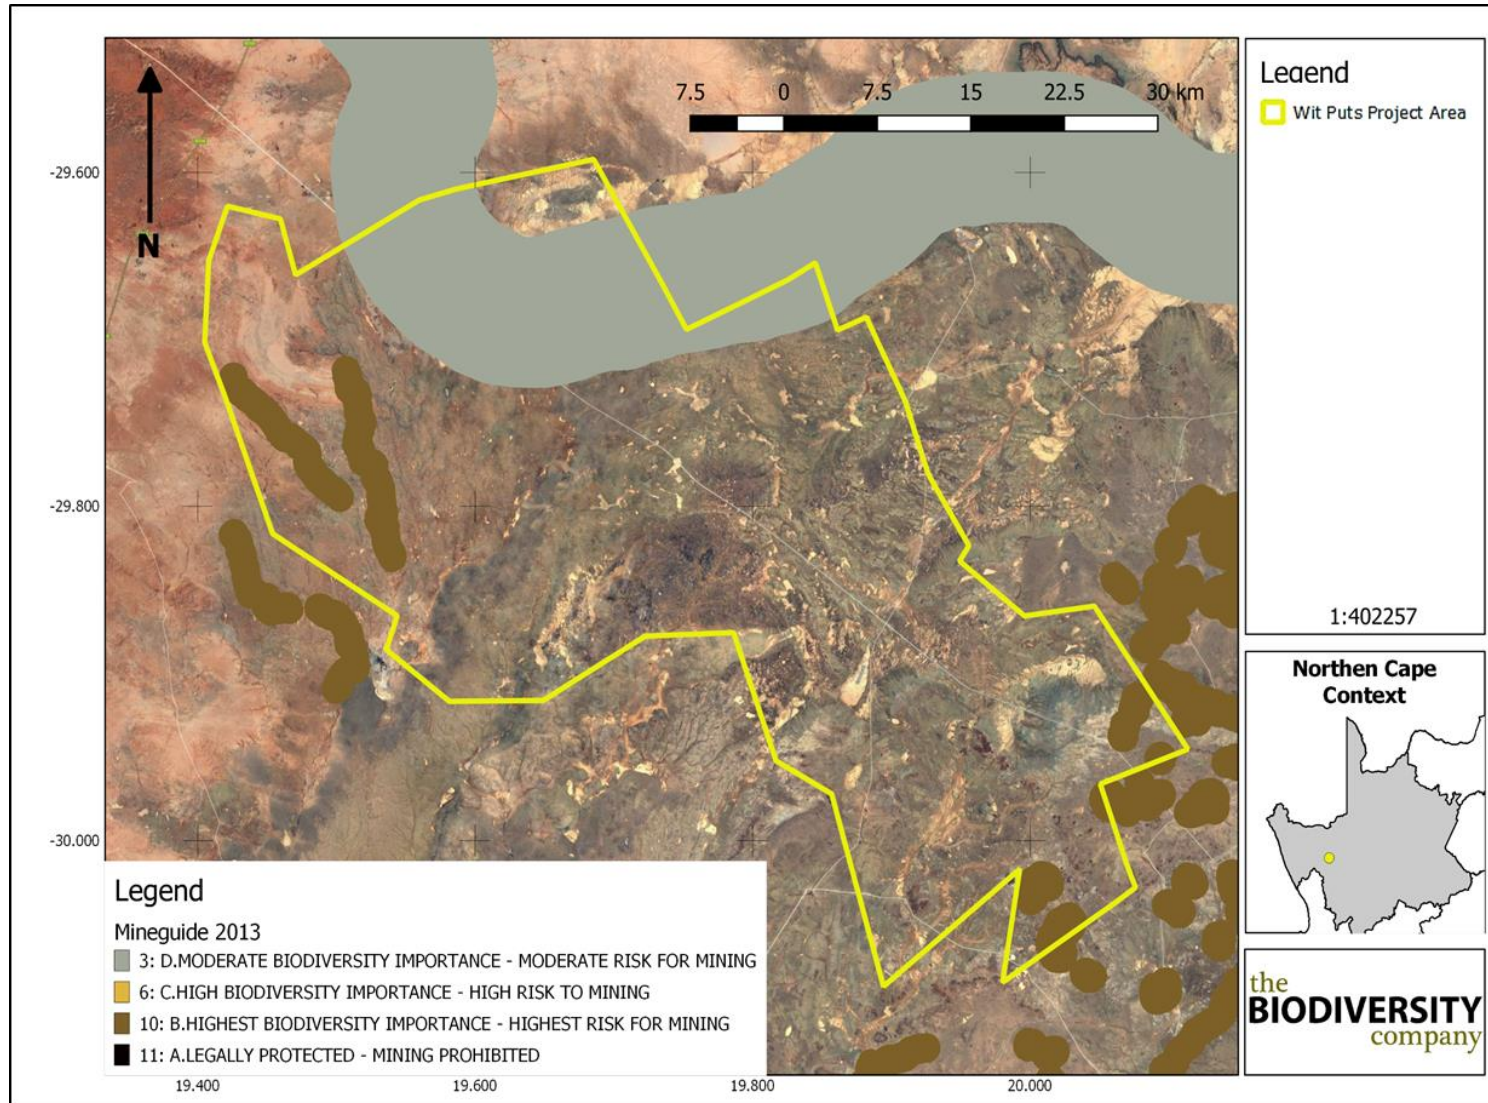 7.5 0 7.5 15 22.5 30 km
N
-29.600
-29.800
-30.000
19.400 19.600 19.800 20.000
Legend
Mineguide 2013
3: D.MODERATE BIODIVERSITY IMPORTANCE - MODERATE RISK FOR MINING
6: C.HIGH BIODIVERSITY IMPORTANCE - HIGH RISK TO MINING
10: B.HIGHEST BIODIVERSITY IMPORTANCE - HIGHEST RISK FOR MINING
11: A.LEGALLY PROTECTED - MINING PROHIBITED
Legend
Wit Puts Project Area
1:402257
Northen Cape
Context
the
BIODIVERSITY
company